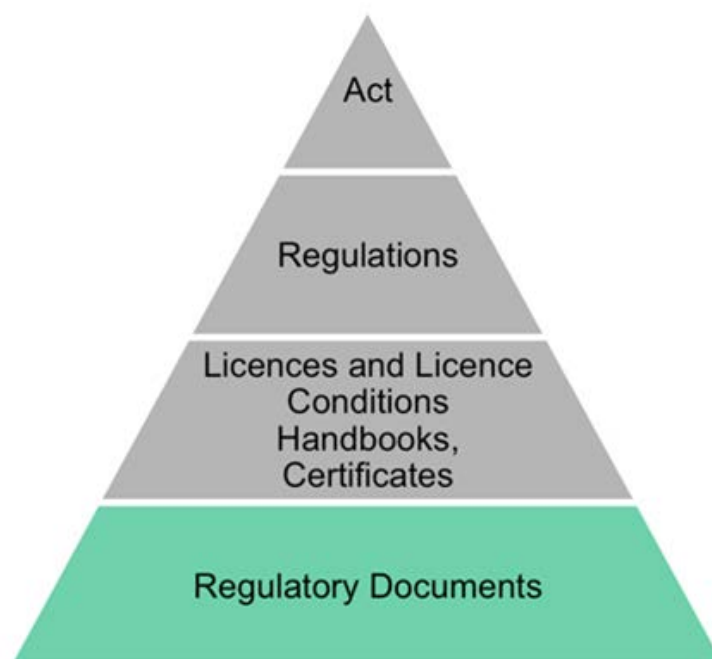 Act
Regulations
Licences and Licence
Conditions
Handbooks,
Certificates
Regulatory Documents